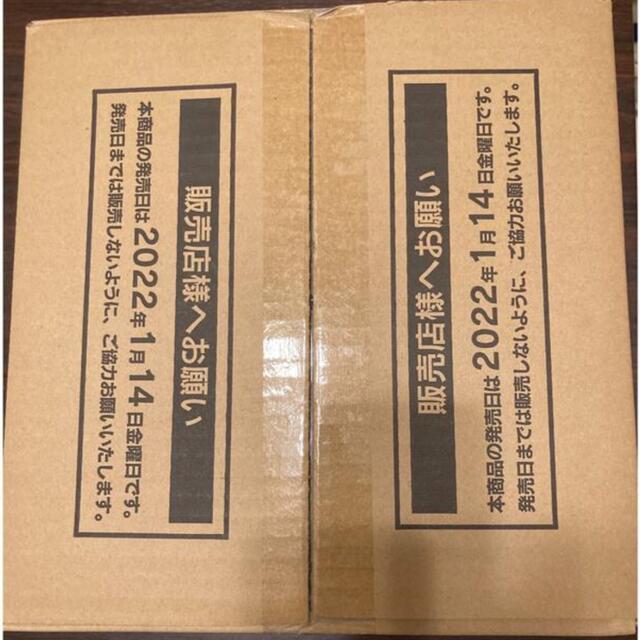 販売店様へお願い
本商品の発売日は2022年1月14日金曜日です。
発売日までは販売しないように、ご協力お願いいたします。
販売店様へお願い
本商品の発売日は2022年1月14日金曜日です。
発売日までは販売しないように、ご協力お願いいたします。